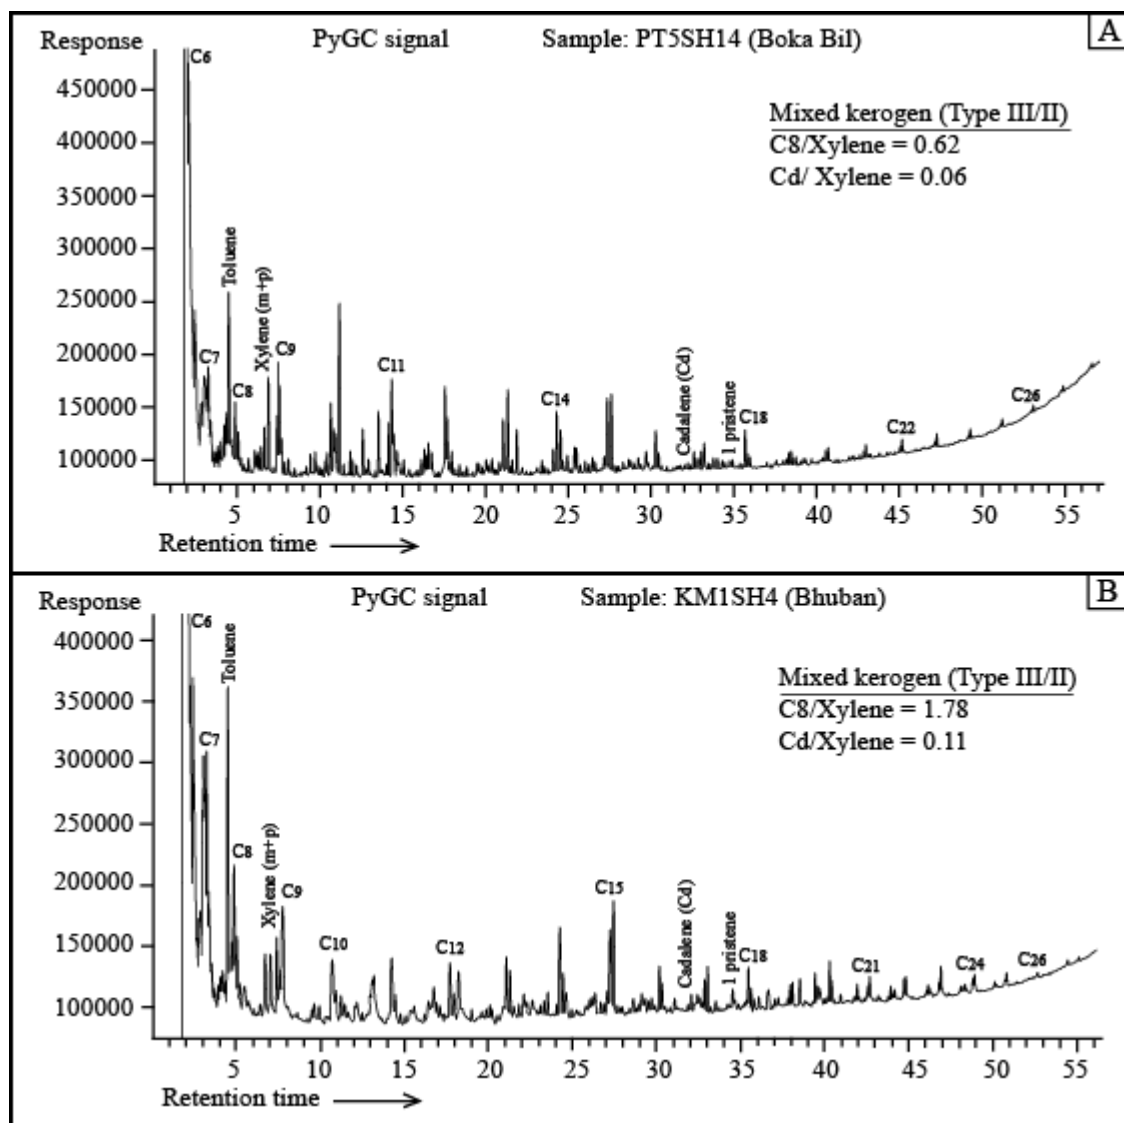 Response PyGC signal Sample: PT5SH14 (Boka Bil) A
C6
450000
Mixed kerogen (Type III/II)
400000
C8/Xylene = 0.62
Cd/ Xylene = 0.06
350000
300000
Toluene
250000
Xylene (m+p)
200000
C7
C9
C11
150000
C8
C14
Cadalene (Cd)
1 pristene
C18
C22
C26
100000
5 10 15 20 25 30 35 40 45 50 55
Retention time
Response PyGC signal Sample: KM1SH4 (Bhuban) B
C6
400000
Toluene
Mixed kerogen (Type III/II)
350000
C8/Xylene = 1.78
C7
Cd/Xylene = 0.11
300000
250000
C8
Xylene (m+p)
200000
C9
C15
150000
C10
C12
Cadalene (Cd)
1 pristene
C18
C21
C24
C26
100000
5 10 15 20 25 30 35 40 45 50 55
Retention time